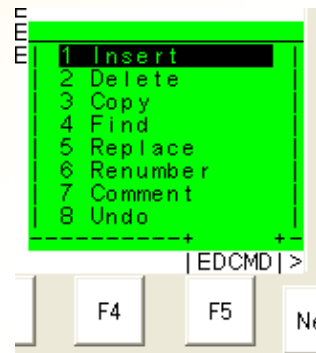 E
E
E
1 Insert
2 Delete
3 Copy
4 Find
5 Replace
6 Renumber
7 Comment
8 Undo
----------+ +-
|EDCMD|>
F4 F5